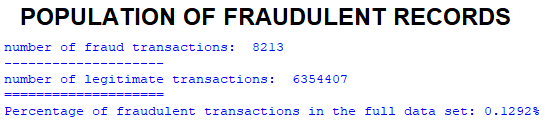 POPULATION OF FRAUDULENT RECORDS
number of fraud transactions:  8213
--------------------
number of legitimate transactions:  6354407
====================
Percentage of fraudulent transactions in the full data set: 0.1292%